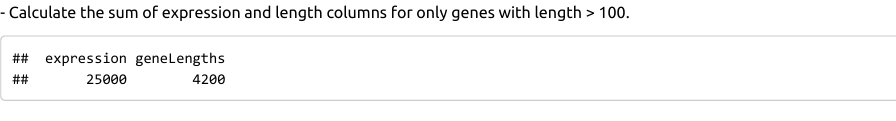 - Calculate the sum of expression and length columns for only genes with length > 100.
## expression geneLengths
## 25000 4200